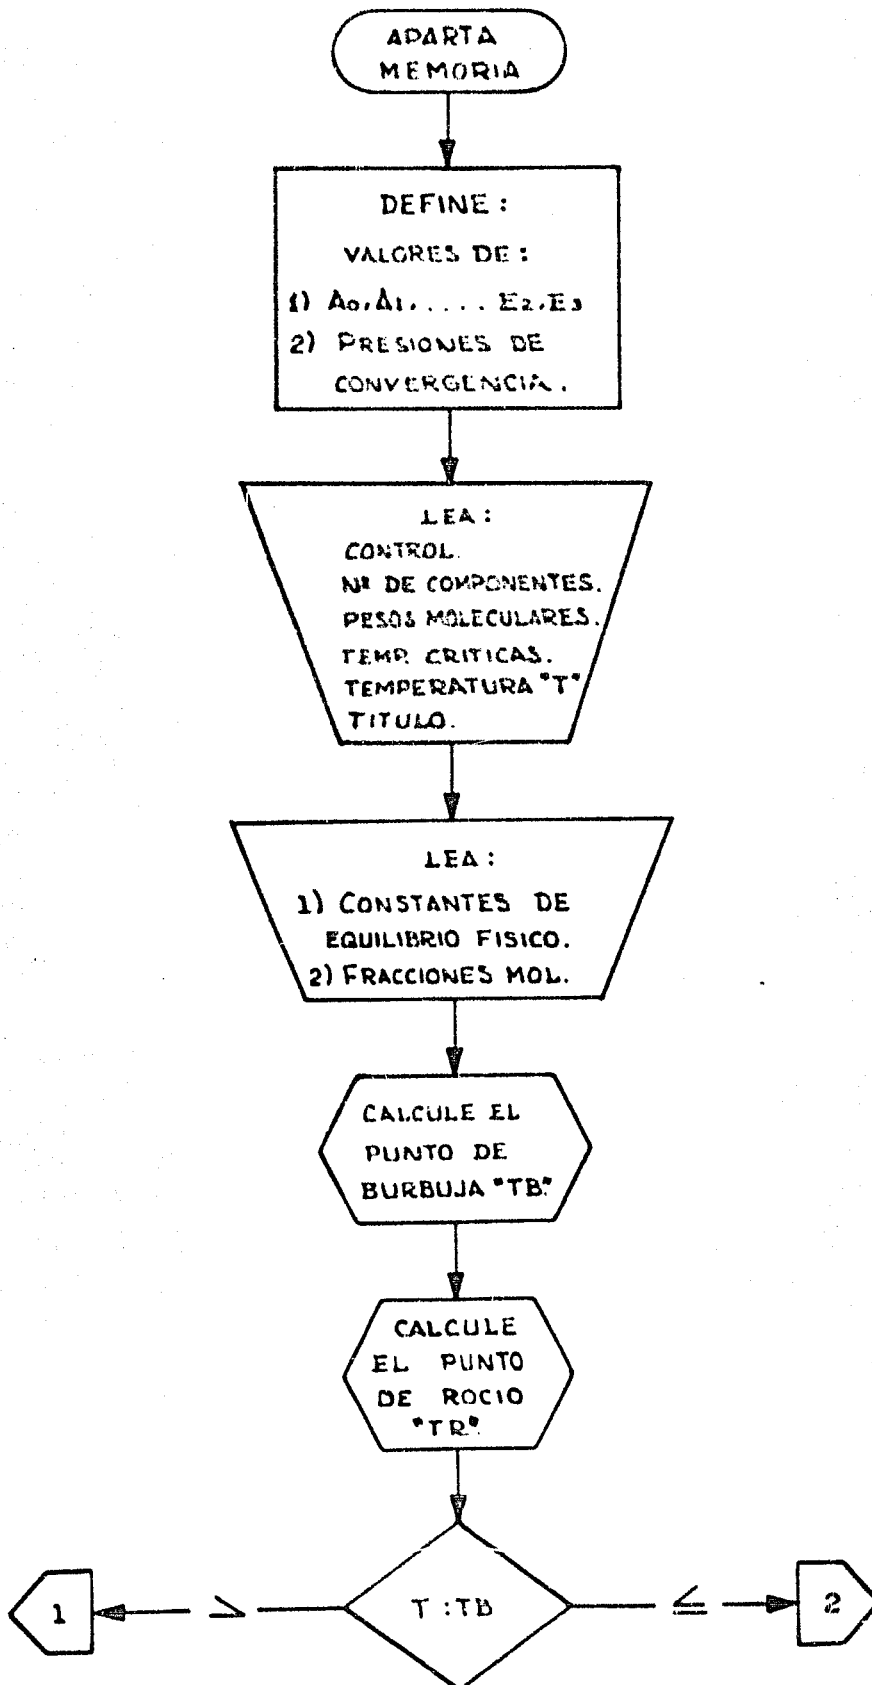 APARTA
MEMORIA
DEFINE :
VALORES DE :
1) A0, A1, .... E2, E3
2) PRESIONES DE
CONVERGENCIA.
LEA :
CONTROL.
Nº DE COMPONENTES.
PESOS MOLECULARES.
TEMP. CRITICAS.
TEMPERATURA "T"
TITULO.
LEA :
1) CONSTANTES DE
EQUILIBRIO FISICO.
2) FRACCIONES MOL.
CALCULE EL
PUNTO DE
BURBUJA "TB".
CALCULE
EL PUNTO
DE ROCIO
"TR".
1 > T : TB ≤ 2